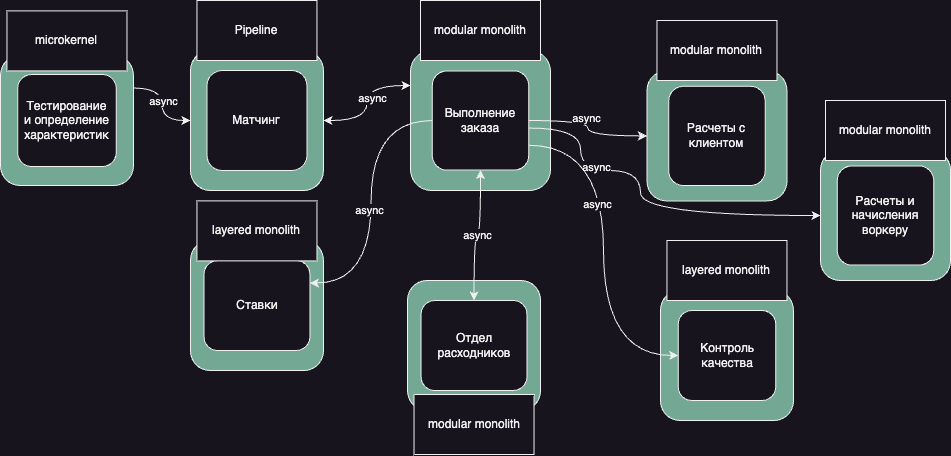 microkernel
Тестирование
и определение
характеристик
async
Pipeline
Матчинг
async
modular monolith
Выполнение
заказа
async
modular monolith
Расчеты с
клиентом
async
modular monolith
Расчеты и
начисления
воркеру
async
layered monolith
Контроль
качества
async
layered monolith
Ставки
async
Отдел
расходников
modular monolith